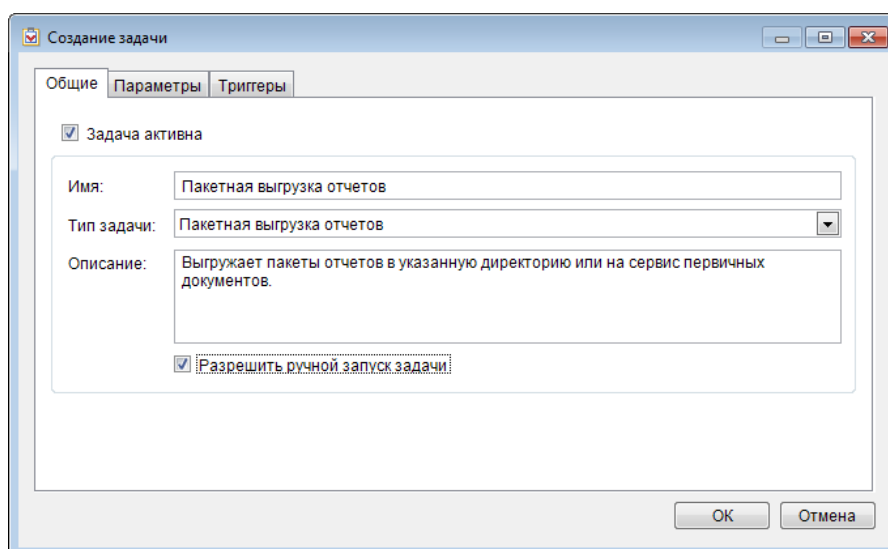 Создание задачи
Общие Параметры Триггеры
Задача активна
Имя: Пакетная выгрузка отчетов
Тип задачи: Пакетная выгрузка отчетов
Описание: Выгружает пакеты отчетов в указанную директорию или на сервис первичных
документов.
Разрешить ручной запуск задачи
OK Отмена